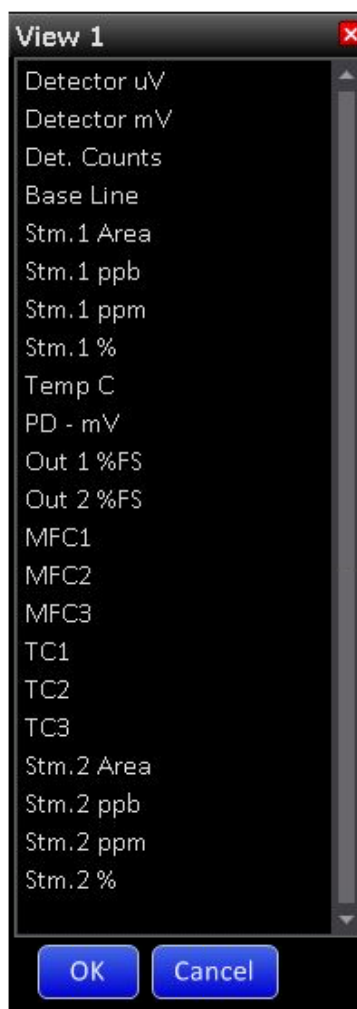 View 1
Detector uV
Detector mV
Det. Counts
Base Line
Stm.1 Area
Stm.1 ppb
Stm.1 ppm
Stm.1 %
Temp C
PD - mV
Out 1 %FS
Out 2 %FS
MFC1
MFC2
MFC3
TC1
TC2
TC3
Stm.2 Area
Stm.2 ppb
Stm.2 ppm
Stm.2 %
OK Cancel